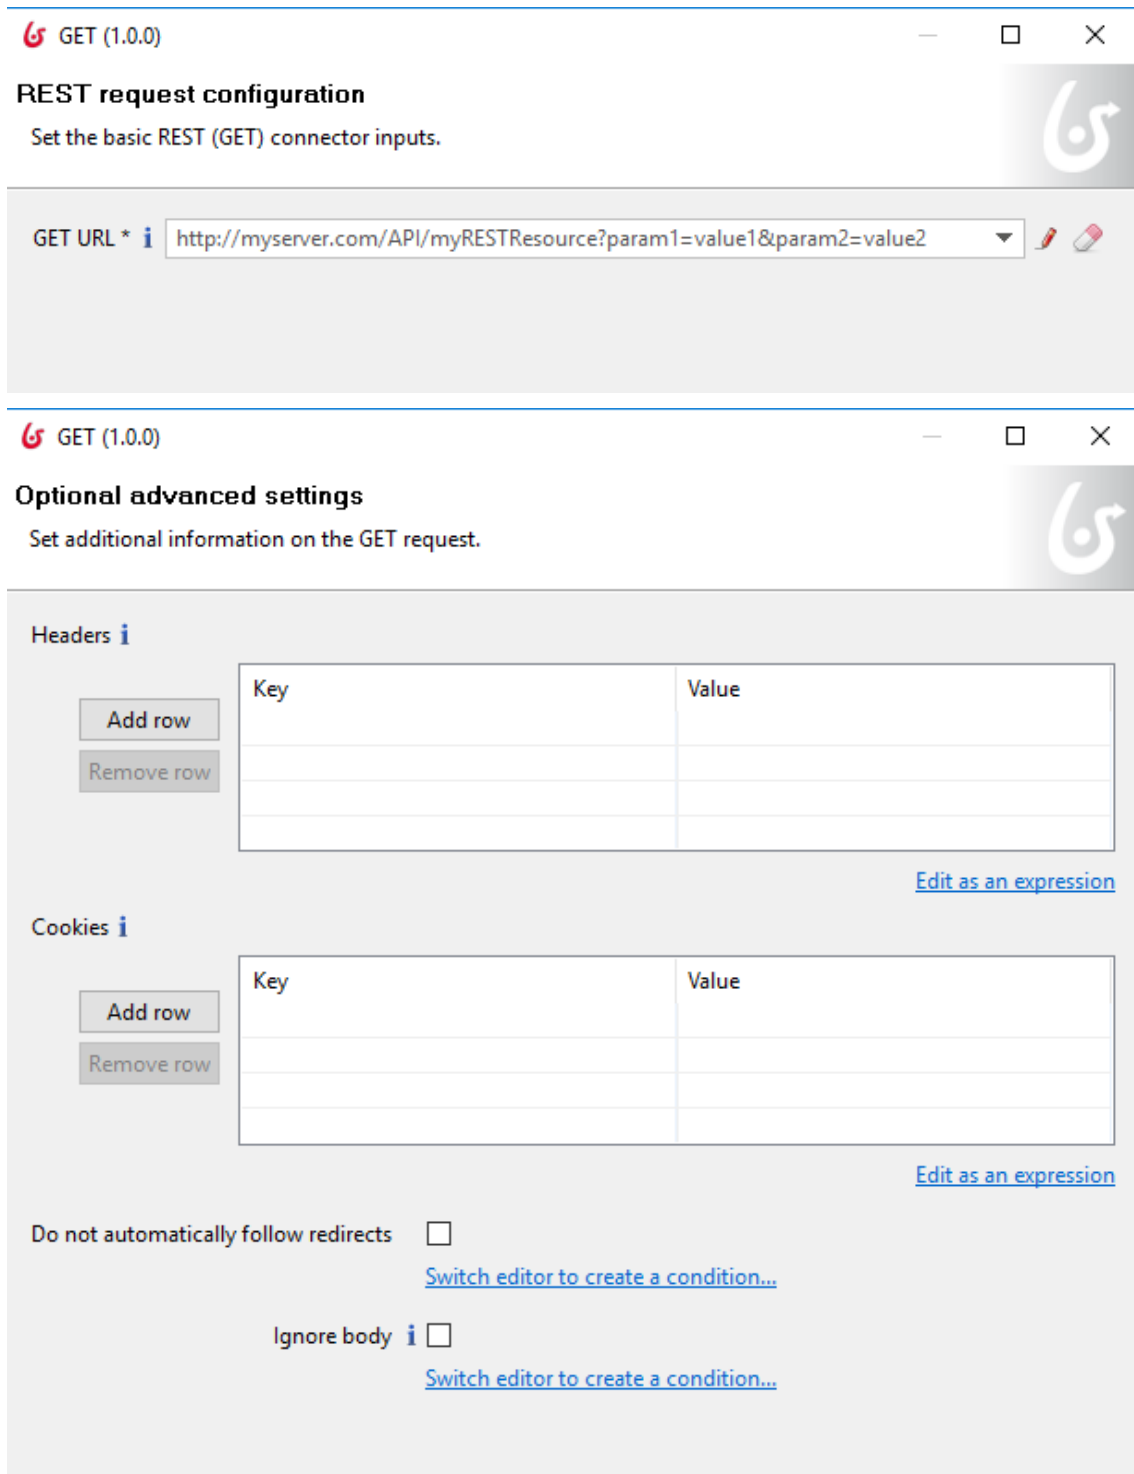 GET (1.0.0)
REST request configuration
Set the basic REST (GET) connector inputs.
GET URL * i http://myserver.com/API/myRESTResource?param1=value1&param2=value2
GET (1.0.0)
Optional advanced settings
Set additional information on the GET request.
Headers i
Key Value
Add row
Remove row
Edit as an expression
Cookies i
Key Value
Add row
Remove row
Edit as an expression
Do not automatically follow redirects
Switch editor to create a condition...
Ignore body i
Switch editor to create a condition...